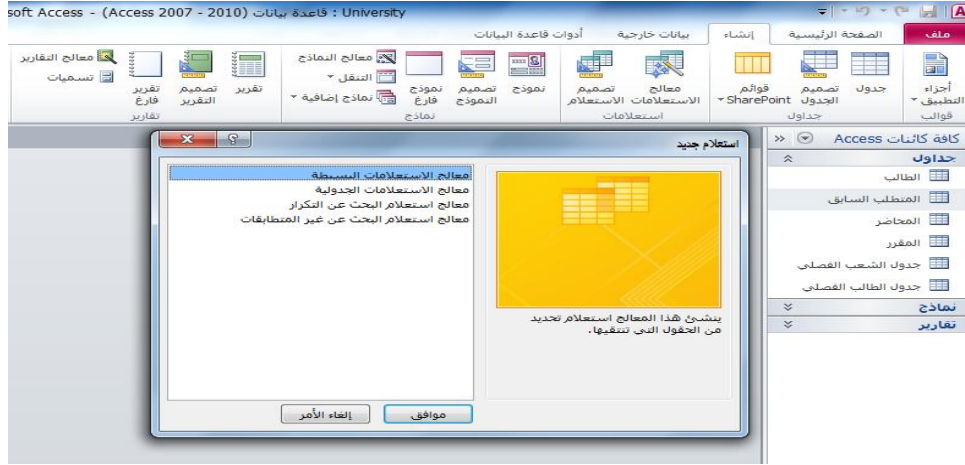 University : قاعدة بيانات (Access 2007 - 2010) - (Access
ملف
الصفحة الرئيسية
إنشاء
بيانات خارجية
أدوات قاعدة البيانات
أجزاء التطبيق
قوالب
جدول
تصميم الجدول
قوائم SharePoint
جداول
معالج الاستعلامات
تصميم الاستعلام
استعلامات
نموذج
تصميم النموذج
نموذج فارغ
معالج النماذج
التنقل
نماذج إضافية
نماذج
تقرير
تصميم التقرير
تقرير فارغ
معالج التقارير
تسميات
تقارير
كافة كائنات Access
جداول
الطالب
المتطلب السابق
المحاضر
المقرر
جدول الشعب الفصلي
جدول الطالب الفصلي
نماذج
تقارير
استعلام جديد
معالج الاستعلامات البسيطة
معالج الاستعلامات الجدولية
معالج استعلام البحث عن التكرار
معالج استعلام البحث عن غير المتطابقات
ينشئ هذا المعالج استعلام تحديد
من الحقول التي تنتقيها.
موافق
إلغاء الأمر